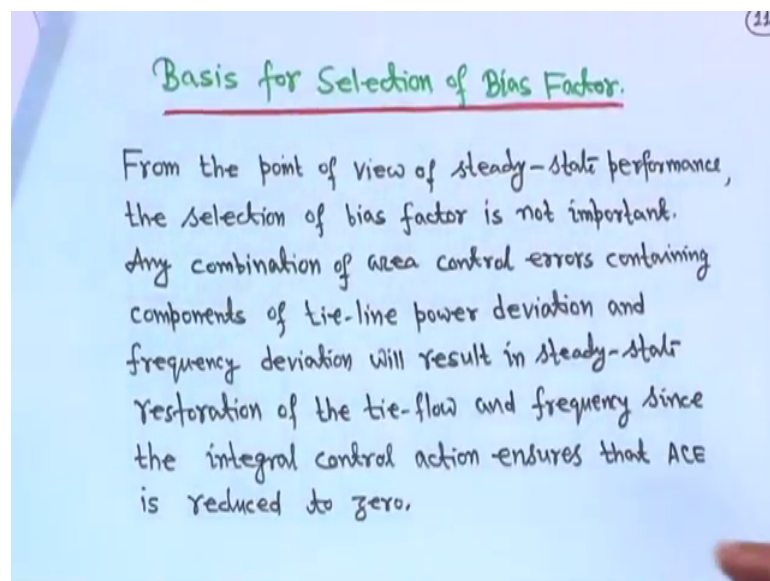 Basis for Selection of Bias Factor.
From the point of view of steady-state performance,
the selection of bias factor is not important.
Any combination of area control errors containing
components of tie-line power deviation and
frequency deviation will result in steady-state
restoration of the tie-flow and frequency since
the integral control action ensures that ACE
is reduced to zero.